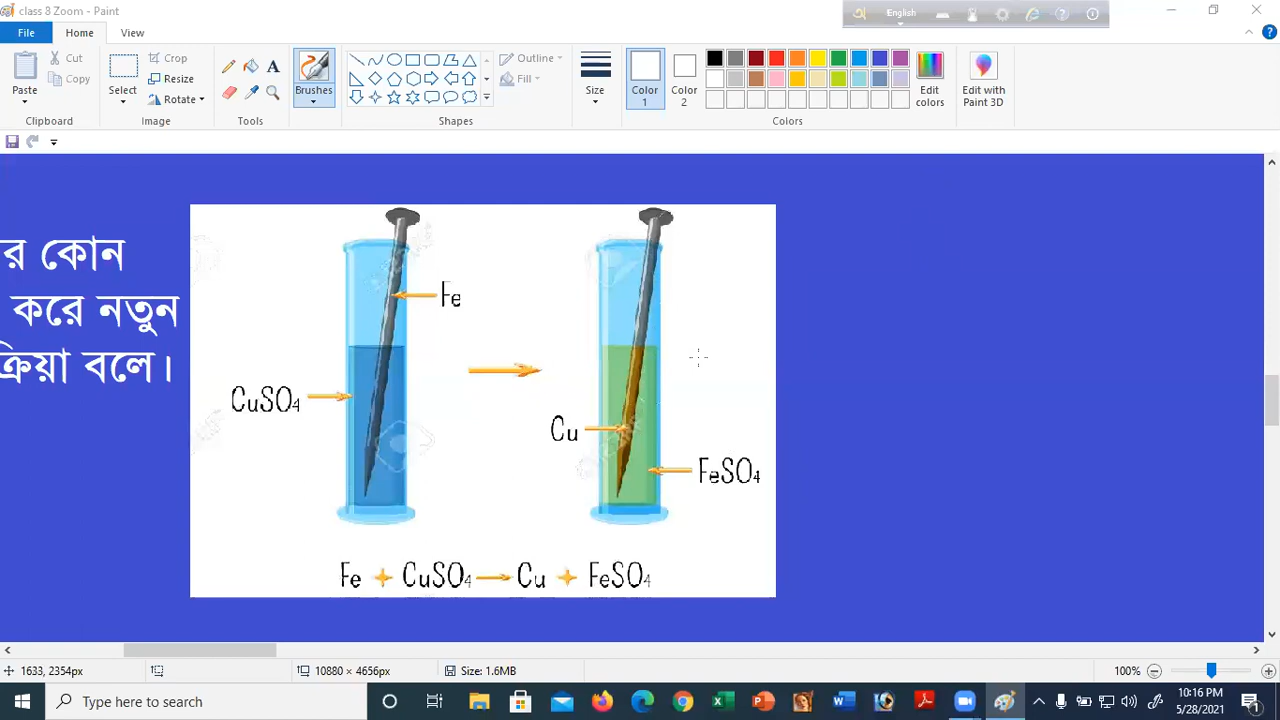 class 8 Zoom - Paint
English
File
Home
View
Paste
Cut
Copy
Clipboard
Select
Crop
Resize
Rotate
Image
A
Tools
Brushes
Outline
Fill
Shapes
Size
Color
1
Color
2
Edit
colors
Edit with
Paint 3D
Colors
র কোন
করে নতুন
ক্রিয়া বলে।
Fe
CuSO4
Cu
FeSO4
Fe + CuSO4 → Cu + FeSO4
1633, 2354px
10880 × 4656px
Size: 1.6MB
100%
Type here to search
10:16 PM
5/28/2021